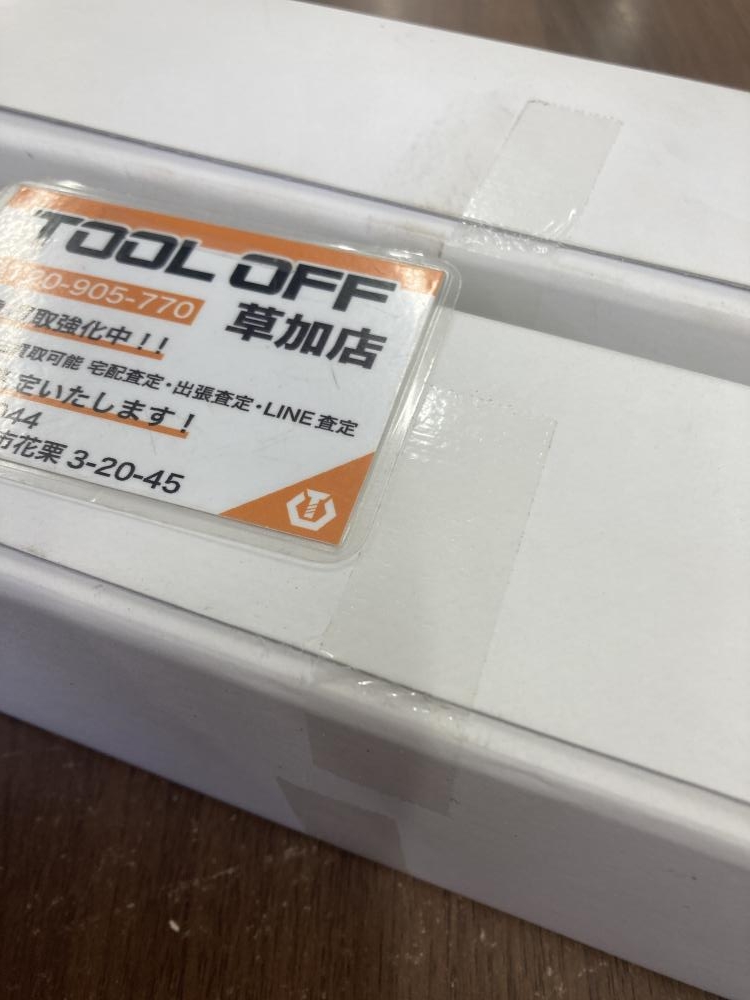 TOOL OFF
20-905-770
草加店
取強化中!!
買取可能 宅配査定・出張査定・LINE査定
定いたします!
044
市花栗 3-20-45